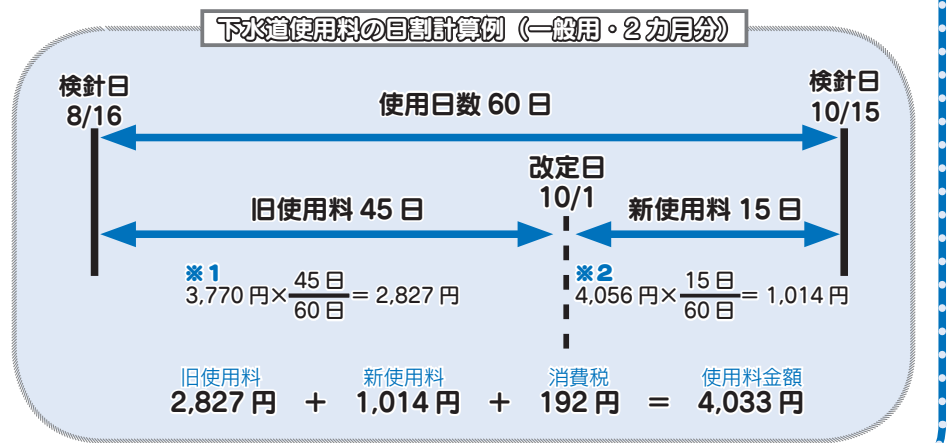 下水道使用料の日割計算例（一般用・2カ月分）
検針日
8/16
検針日
10/15
使用日数 60 日
改定日
10/1
旧使用料 45 日
新使用料 15 日
※1
3,770 円×45 日/60 日＝ 2,827 円
※2
4,056 円×15 日/60 日＝ 1,014 円
旧使用料 新使用料 消費税 使用料金額
2,827 円 ＋ 1,014 円 ＋ 192 円 ＝ 4,033 円